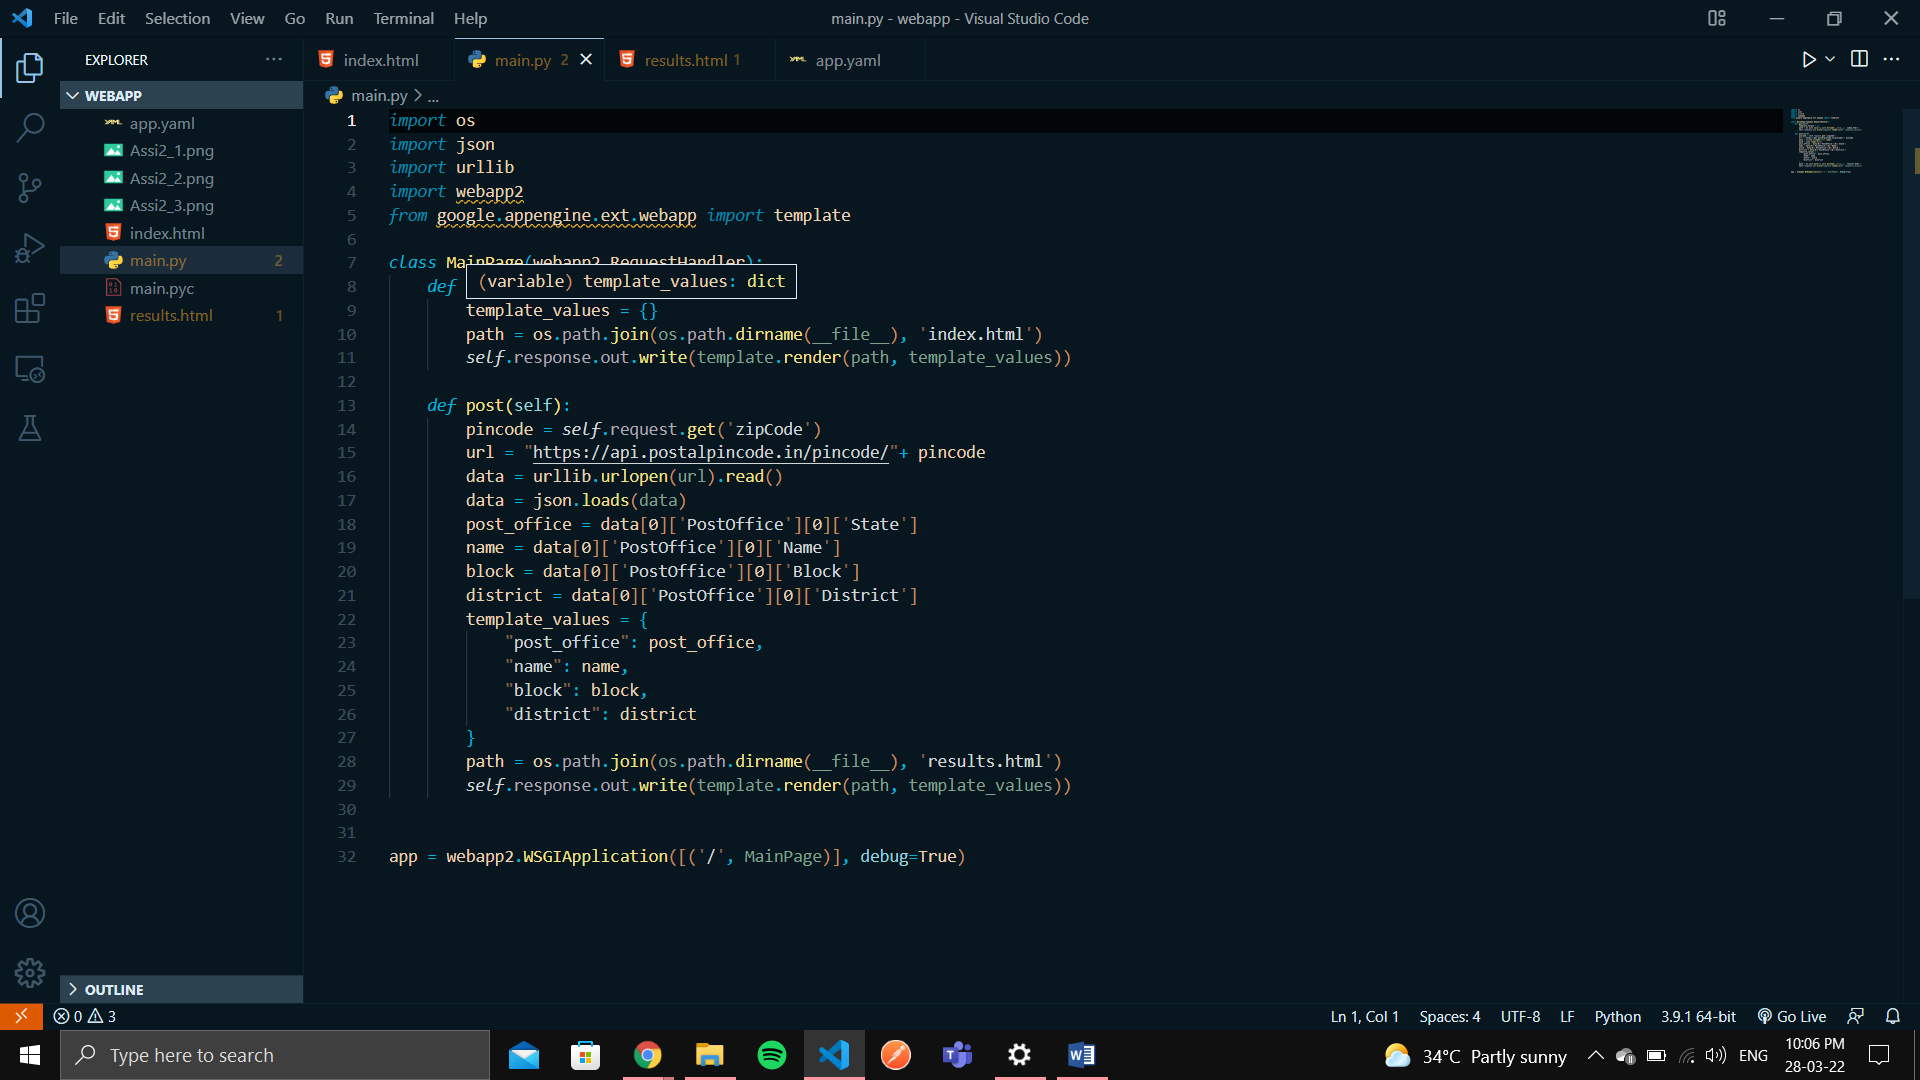 File Edit Selection View Go Run Terminal Help
main.py - webapp - Visual Studio Code
EXPLORER
index.html
main.py 2
results.html 1
app.yaml
WEBAPP
app.yaml
Assi2_1.png
Assi2_2.png
Assi2_3.png
index.html
main.py 2
main.pyc
results.html 1
OUTLINE
main.py > ...
1 import os
2 import json
3 import urllib
4 import webapp2
5 from google.appengine.ext.webapp import template
6
7 class MainPage(webapp2.RequestHandler):
8 def
(variable) template_values: dict
9 template_values = {}
10 path = os.path.join(os.path.dirname(__file__), 'index.html')
11 self.response.out.write(template.render(path, template_values))
12
13 def post(self):
14 pincode = self.request.get('zipCode')
15 url = "https://api.postalpincode.in/pincode/"+ pincode
16 data = urllib.urlopen(url).read()
17 data = json.loads(data)
18 post_office = data[0]['PostOffice'][0]['State']
19 name = data[0]['PostOffice'][0]['Name']
20 block = data[0]['PostOffice'][0]['Block']
21 district = data[0]['PostOffice'][0]['District']
22 template_values = {
23 "post_office": post_office,
24 "name": name,
25 "block": block,
26 "district": district
27 }
28 path = os.path.join(os.path.dirname(__file__), 'results.html')
29 self.response.out.write(template.render(path, template_values))
30
31
32 app = webapp2.WSGIApplication([('/', MainPage)], debug=True)
0 3
Ln 1, Col 1 Spaces: 4 UTF-8 LF Python 3.9.1 64-bit Go Live
Type here to search
34°C Partly sunny
ENG
10:06 PM
28-03-22